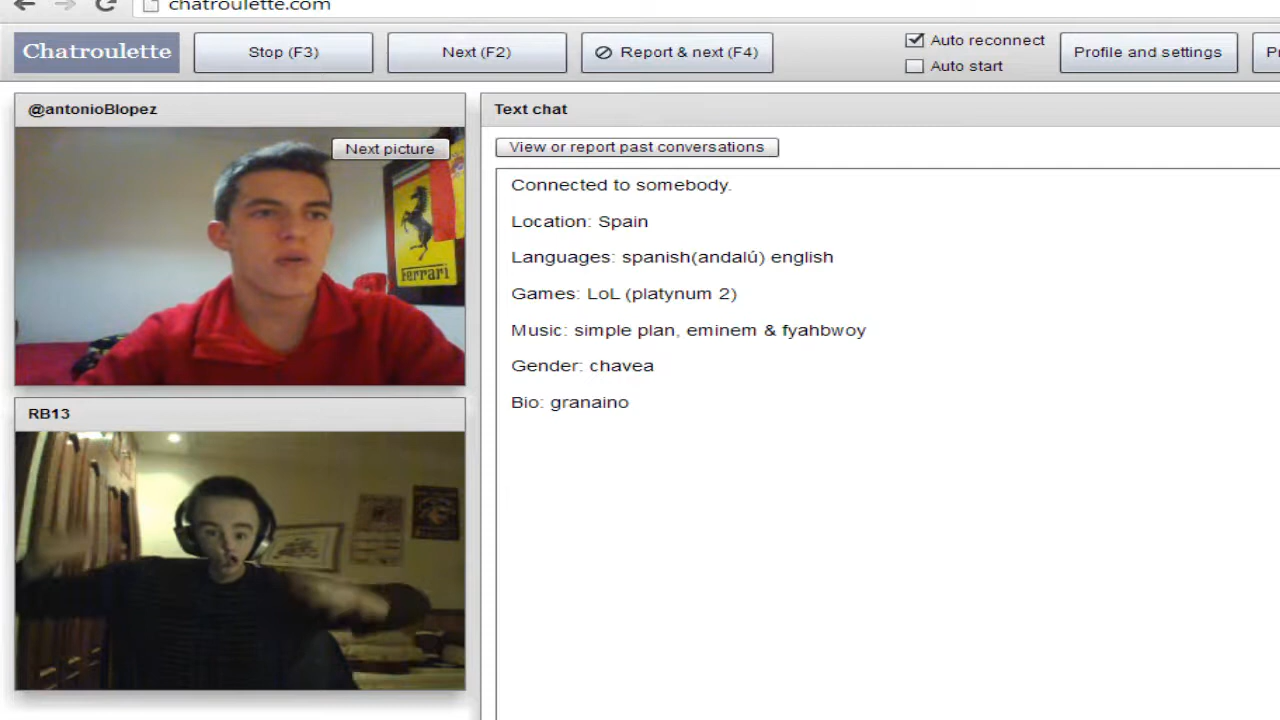 chatroulette.com
Chatroulette
Stop (F3)
Next (F2)
Report & next (F4)
Auto reconnect
Auto start
Profile and settings
@antonioBlopez
Next picture
Ferrari
RB13
Text chat
View or report past conversations
Connected to somebody.
Location: Spain
Languages: spanish(andalú) english
Games: LoL (platynum 2)
Music: simple plan, eminem & fyahbwoy
Gender: chavea
Bio: granaino